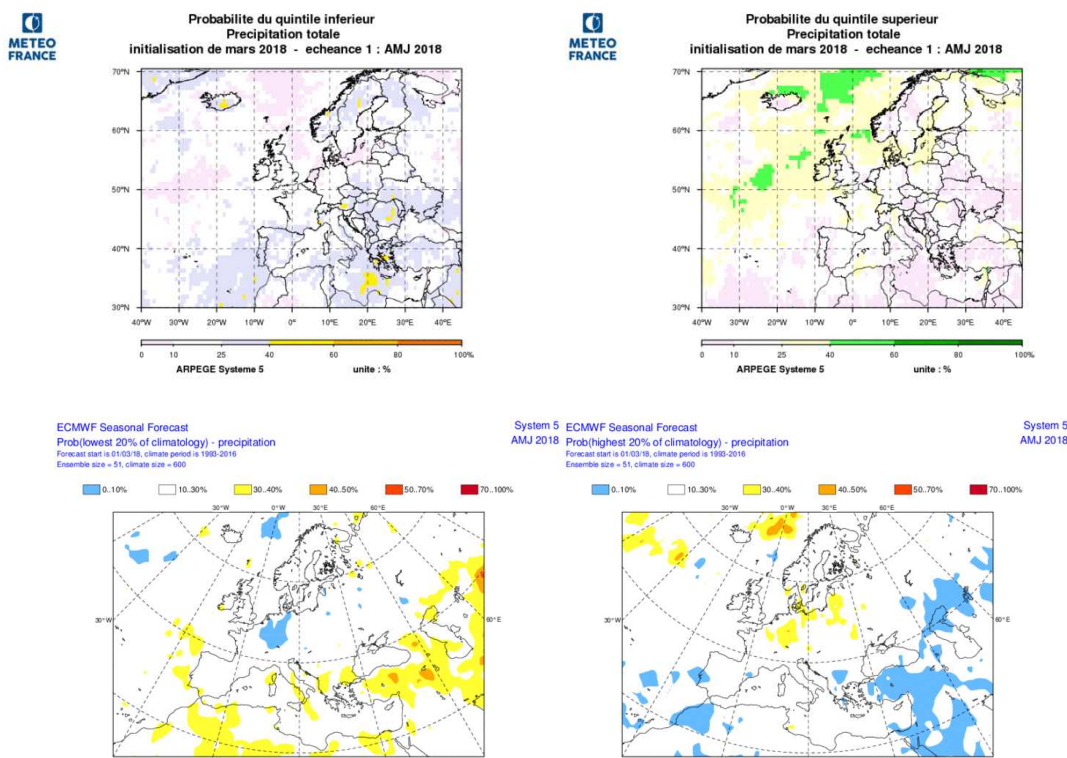 METEO
FRANCE
Probabilite du quintile inferieur
Precipitation totale
initialisation de mars 2018 - echeance 1 : AMJ 2018
70°N
60°N
50°N
40°N
30°N
40°W 30°W 20°W 10°W 0° 10°E 20°E 30°E 40°E
0 10 25 40 60 80 100%
ARPEGE Systeme 5 unite : %
METEO
FRANCE
Probabilite du quintile superieur
Precipitation totale
initialisation de mars 2018 - echeance 1 : AMJ 2018
70°N
60°N
50°N
40°N
30°N
40°W 30°W 20°W 10°W 0° 10°E 20°E 30°E 40°E
0 10 25 40 60 80 100%
ARPEGE Systeme 5 unite : %
ECMWF Seasonal Forecast System 5
Prob(lowest 20% of climatology) - precipitation AMJ 2018
Forecast start is 01/03/18, climate period is 1993-2016
Ensemble size = 51, climate size = 600
0..10% 10..30% 30..40% 40..50% 50..70% 70..100%
30°W 0°W 30°E 60°E
30°W 60°E
ECMWF Seasonal Forecast System 5
Prob(highest 20% of climatology) - precipitation AMJ 2018
Forecast start is 01/03/18, climate period is 1993-2016
Ensemble size = 51, climate size = 600
0..10% 10..30% 30..40% 40..50% 50..70% 70..100%
30°W 0°W 30°E 60°E
30°W 60°E